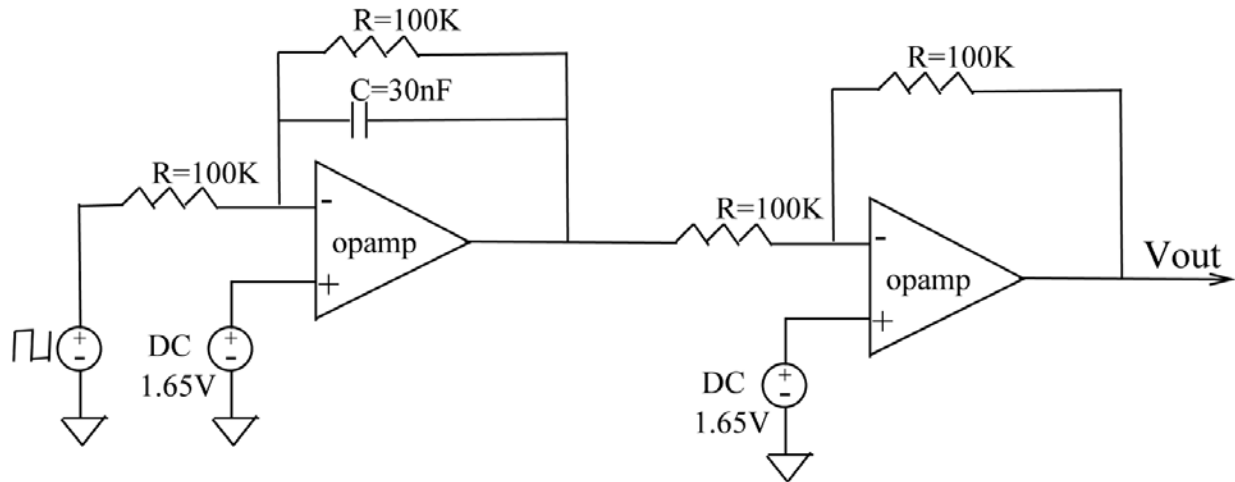 R=100K
C=30nF
R=100K
-
opamp
+
+
-
DC
1.65V
+
-
R=100K
R=100K
-
opamp
+
Vout
DC
1.65V
+
-